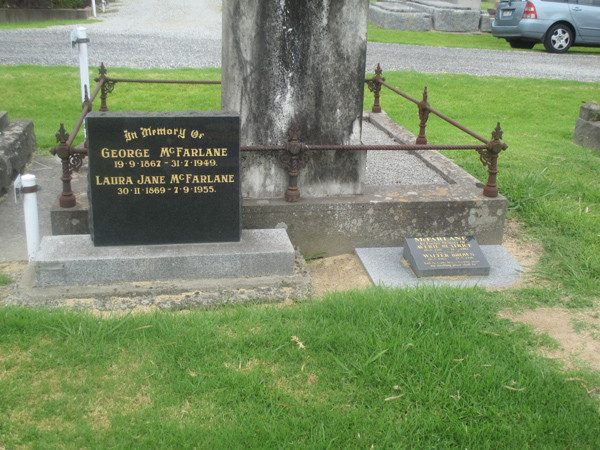 In Memory Of
GEORGE MCFARLANE
19·9·1867 - 31·7·1949.
LAURA JANE MCFARLANE
30·11·1869 - 7·9·1955.
MCFARLANE
WALTER BROWN